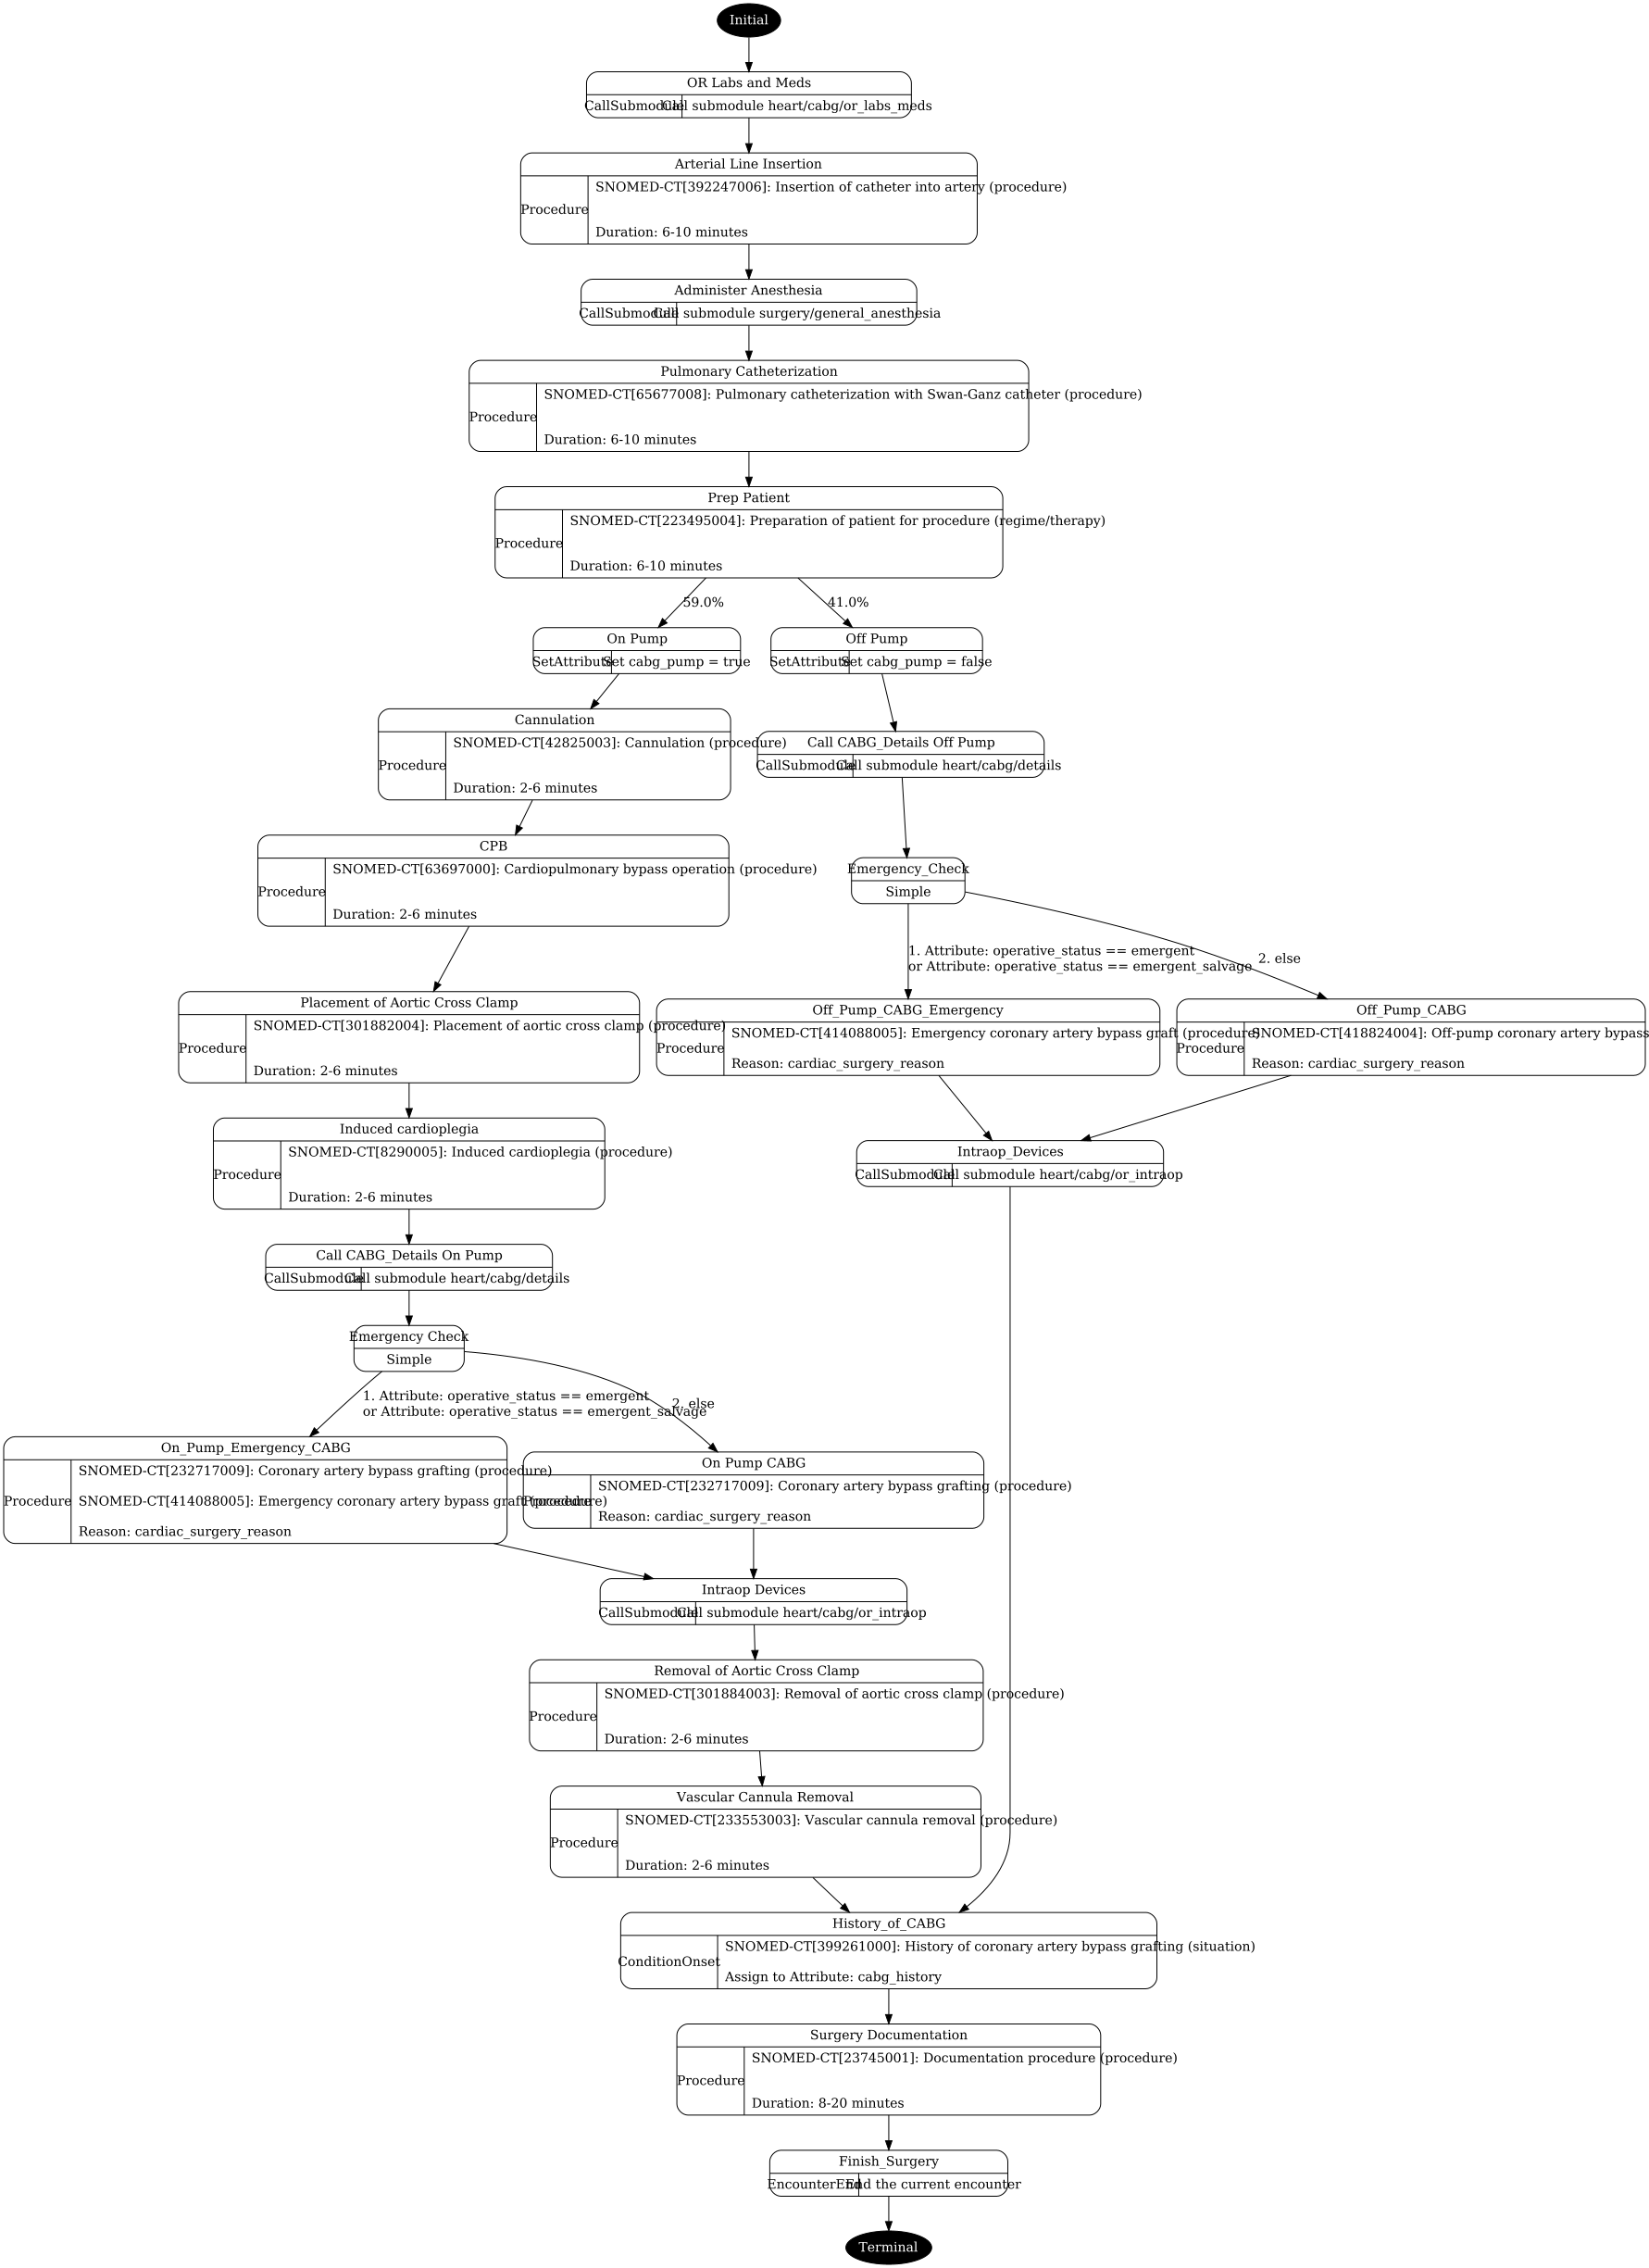 Initial
OR Labs and Meds
CallSubmodule
Call submodule heart/cabg/or_labs_meds
Arterial Line Insertion
SNOMED-CT[392247006]: Insertion of catheter into artery (procedure)
Procedure
Duration: 6-10 minutes
Administer Anesthesia
CallSubmodule
Call submodule surgery/general_anesthesia
Pulmonary Catheterization
SNOMED-CT[65677008]: Pulmonary catheterization with Swan-Ganz catheter (procedure)
Procedure
Duration: 6-10 minutes
Prep Patient
SNOMED-CT[223495004]: Preparation of patient for procedure (regime/therapy)
Procedure
Duration: 6-10 minutes
59.0%
41.0%
On Pump
SetAttribute
Set cabg_pump = true
Off Pump
SetAttribute
Set cabg_pump = false
Cannulation
SNOMED-CT[42825003]: Cannulation (procedure)
Procedure
Duration: 2-6 minutes
Call CABG_Details Off Pump
CallSubmodule
Call submodule heart/cabg/details
CPB
SNOMED-CT[63697000]: Cardiopulmonary bypass operation (procedure)
Procedure
Duration: 2-6 minutes
Emergency_Check
Simple
1. Attribute: operative_status == emergent
or Attribute: operative_status == emergent_salvage
2. else
Placement of Aortic Cross Clamp
SNOMED-CT[301882004]: Placement of aortic cross clamp (procedure)
Procedure
Duration: 2-6 minutes
Off_Pump_CABG_Emergency
SNOMED-CT[414088005]: Emergency coronary artery bypass graft (procedure)
Procedure
Reason: cardiac_surgery_reason
Off_Pump_CABG
SNOMED-CT[418824004]: Off-pump coronary artery bypass
Procedure
Reason: cardiac_surgery_reason
Induced cardioplegia
SNOMED-CT[8290005]: Induced cardioplegia (procedure)
Procedure
Duration: 2-6 minutes
Intraop_Devices
CallSubmodule
Call submodule heart/cabg/or_intraop
Call CABG_Details On Pump
CallSubmodule
Call submodule heart/cabg/details
Emergency Check
Simple
1. Attribute: operative_status == emergent
or Attribute: operative_status == emergent_salvage
2. else
On_Pump_Emergency_CABG
SNOMED-CT[232717009]: Coronary artery bypass grafting (procedure)
Procedure
SNOMED-CT[414088005]: Emergency coronary artery bypass graft (procedure)
Reason: cardiac_surgery_reason
On Pump CABG
SNOMED-CT[232717009]: Coronary artery bypass grafting (procedure)
Procedure
Reason: cardiac_surgery_reason
Intraop Devices
CallSubmodule
Call submodule heart/cabg/or_intraop
Removal of Aortic Cross Clamp
SNOMED-CT[301884003]: Removal of aortic cross clamp (procedure)
Procedure
Duration: 2-6 minutes
Vascular Cannula Removal
SNOMED-CT[233553003]: Vascular cannula removal (procedure)
Procedure
Duration: 2-6 minutes
History_of_CABG
SNOMED-CT[399261000]: History of coronary artery bypass grafting (situation)
ConditionOnset
Assign to Attribute: cabg_history
Surgery Documentation
SNOMED-CT[23745001]: Documentation procedure (procedure)
Procedure
Duration: 8-20 minutes
Finish_Surgery
EncounterEnd
End the current encounter
Terminal